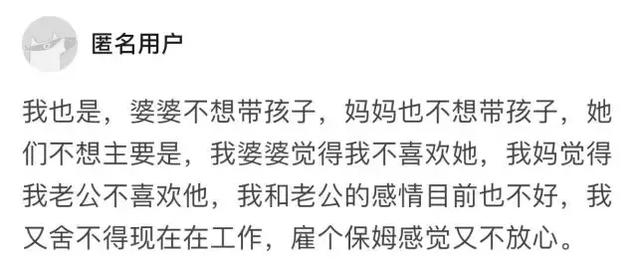 匿名用户
我也是，婆婆不想带孩子，妈妈也不想带孩子，她
们不想主要是，我婆婆觉得我不喜欢她，我妈觉得
我老公不喜欢他，我和老公的感情目前也不好，我
又舍不得现在在工作，雇个保姆感觉又不放心。